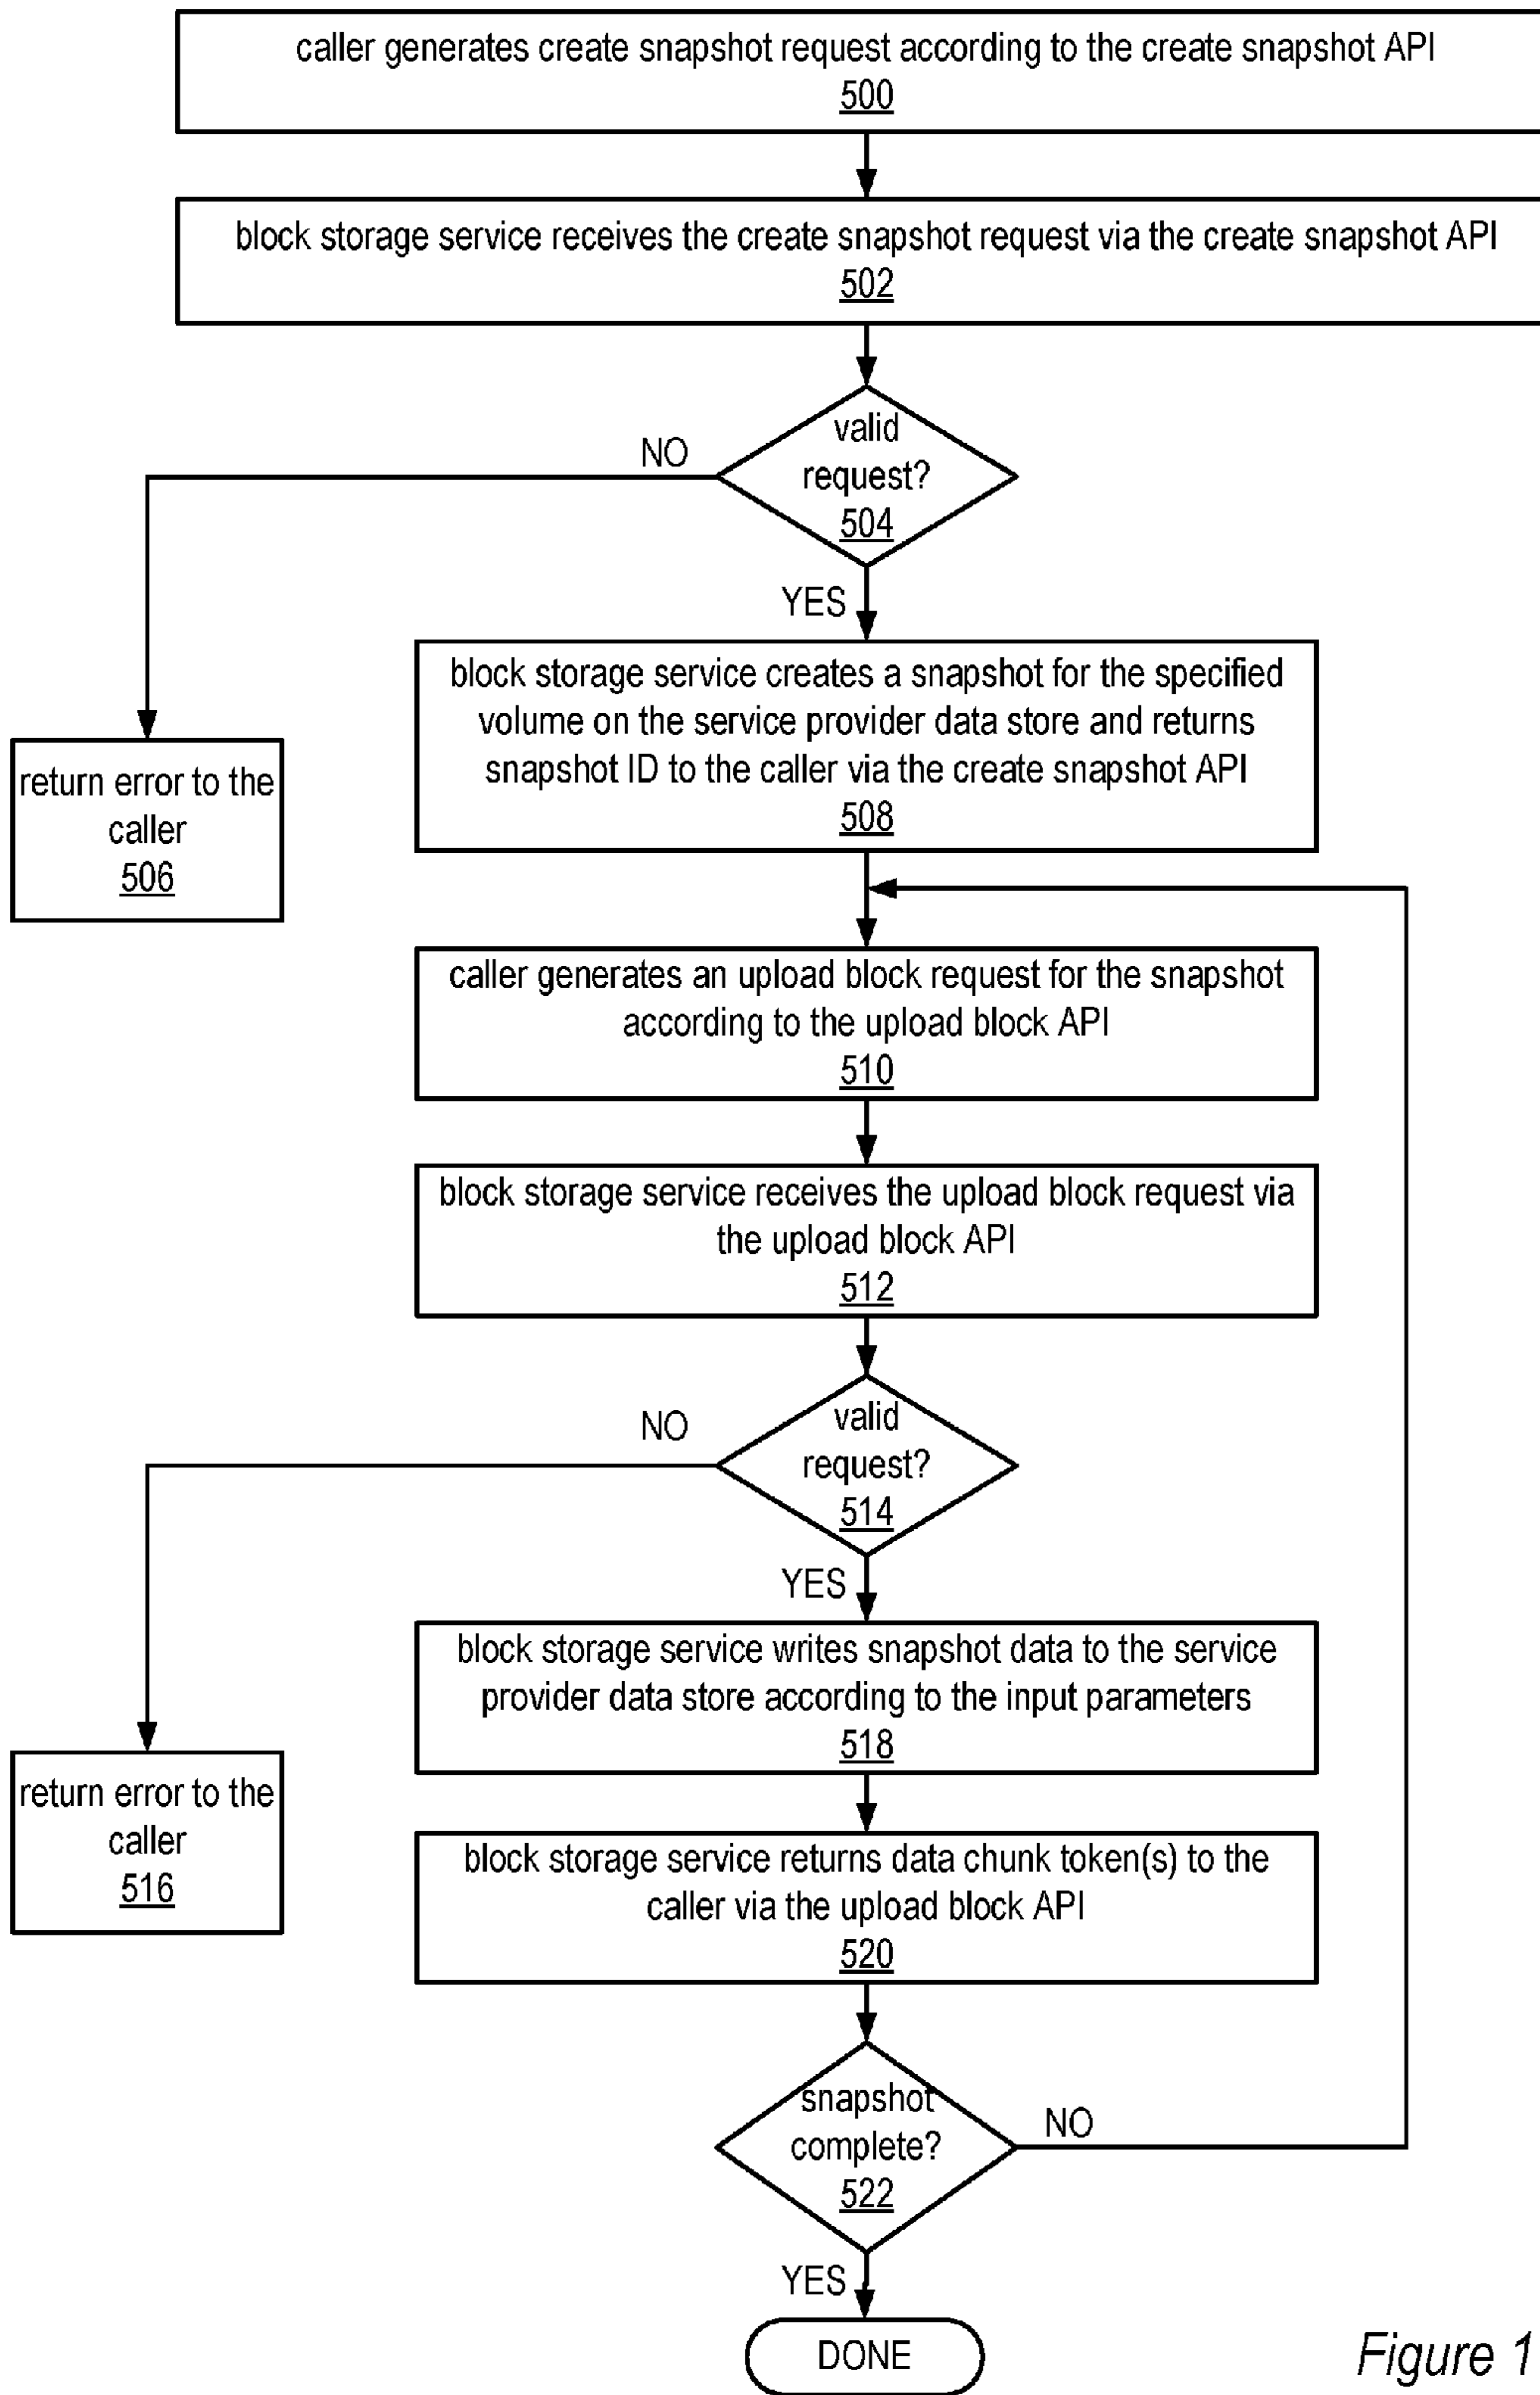 caller generates create snapshot request according to the create snapshot API
500
block storage service receives the create snapshot request via the create snapshot API
502
valid
request?
504
NO
YES
block storage service creates a snapshot for the specified
volume on the service provider data store and returns
snapshot ID to the caller via the create snapshot API
508
return error to the
caller
506
caller generates an upload block request for the snapshot
according to the upload block API
510
block storage service receives the upload block request via
the upload block API
512
valid
request?
514
NO
YES
block storage service writes snapshot data to the service
provider data store according to the input parameters
518
return error to the
caller
516
block storage service returns data chunk token(s) to the
caller via the upload block API
520
snapshot
complete?
522
NO
YES
DONE
Figure 1